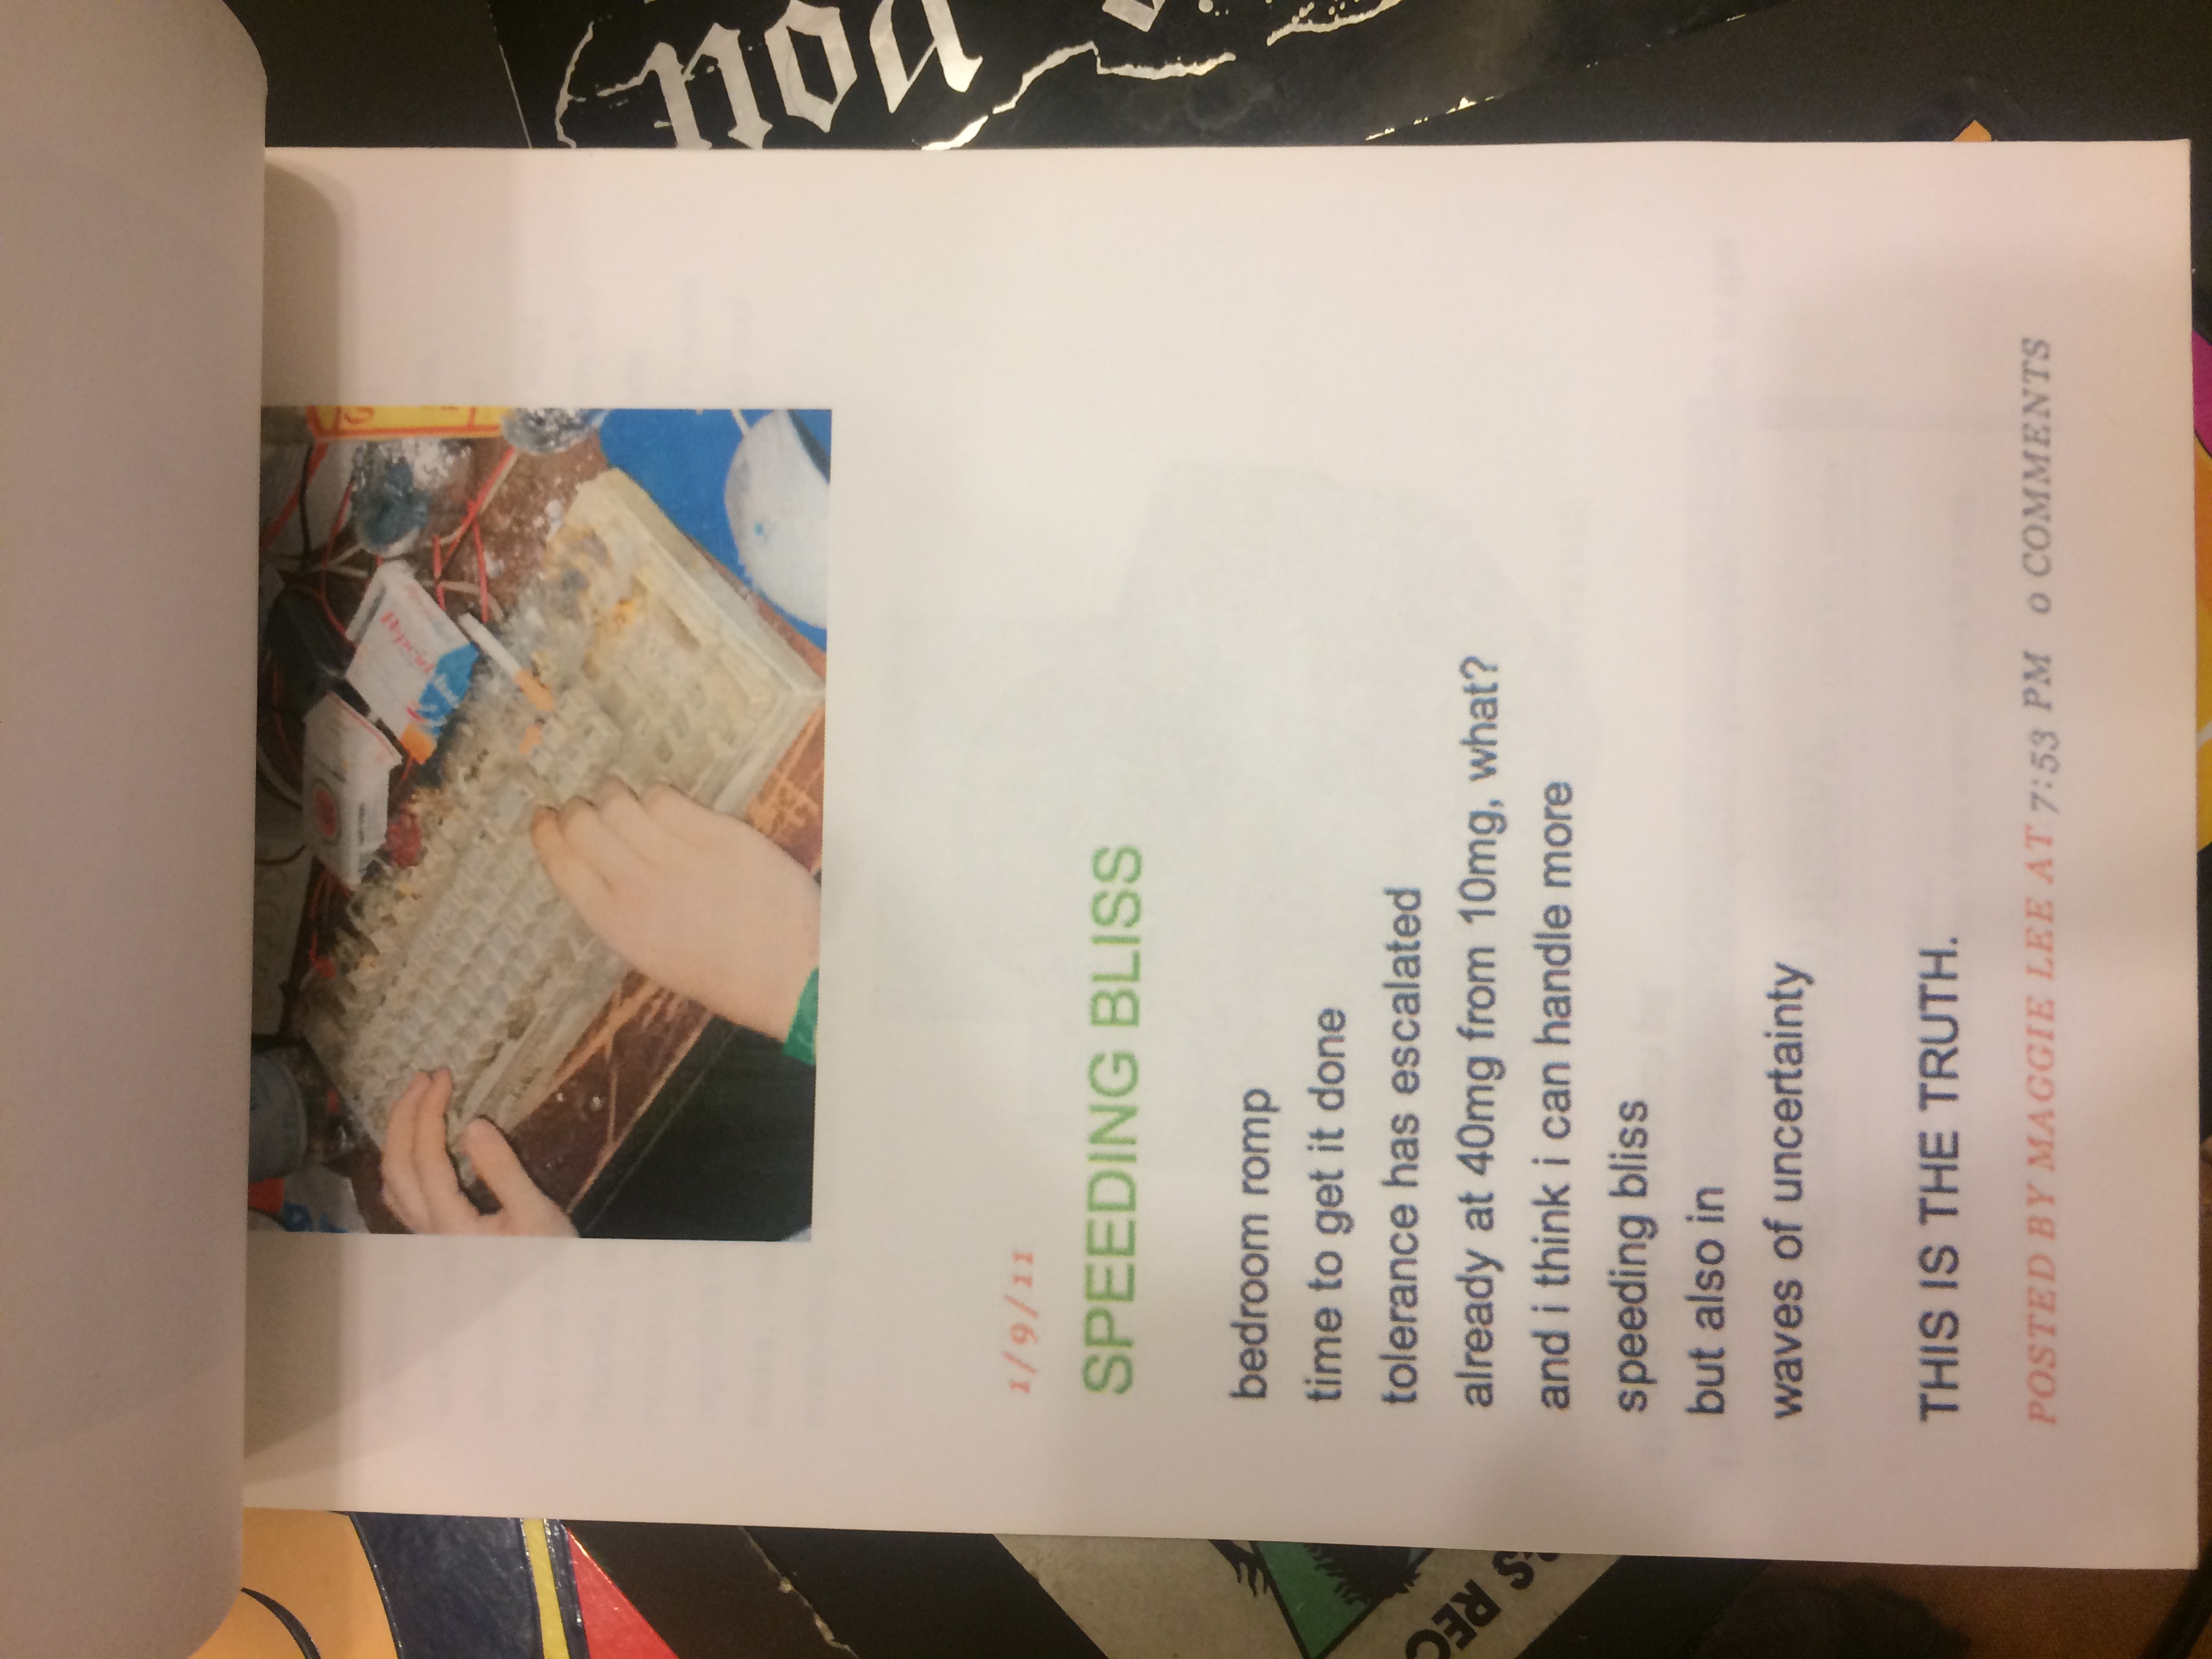 1/9/11
SPEEDING BLISS
bedroom romp
time to get it done
tolerance has escalated
already at 40mg from 10mg, what?
and i think i can handle more
speeding bliss
but also in
waves of uncertainty
THIS IS THE TRUTH.
POSTED BY MAGGIE LEE AT 7:53 PM 0 COMMENTS